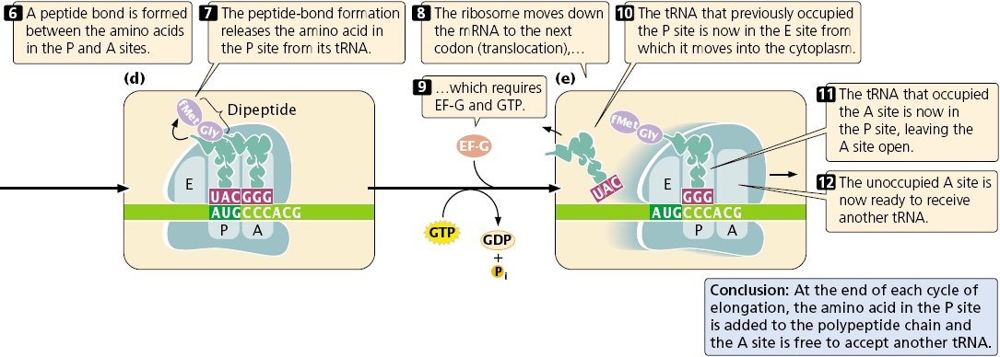 6 A peptide bond is formed
between the amino acids
in the P and A sites.
7 The peptide-bond formation
releases the amino acid in
the P site from its tRNA.
8 The ribosome moves down
the mRNA to the next
codon (translocation),…
10 The tRNA that previously occupied
the P site is now in the E site from
which it moves into the cytoplasm.
(d)
fMet
Gly
Dipeptide
E
UAC GGG
AUGCCCACG
P A
9 …which requires
EF-G and GTP.
EF-G
GTP
GDP
+
Pi
(e)
fMet
Gly
UAC
E
GGG
AUGCCCACG
P A
11 The tRNA that occupied
the A site is now in
the P site, leaving the
A site open.
12 The unoccupied A site is
now ready to receive
another tRNA.
Conclusion: At the end of each cycle of
elongation, the amino acid in the P site
is added to the polypeptide chain and
the A site is free to accept another tRNA.